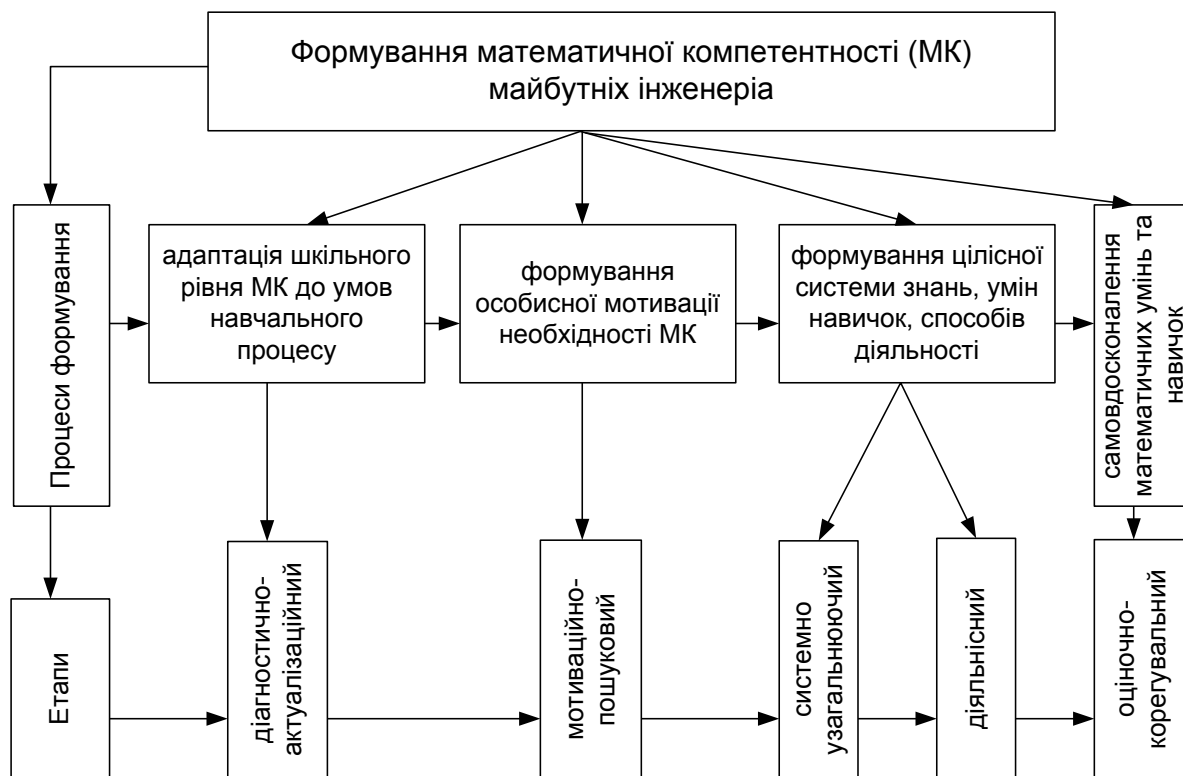 Формування математичної компетентності (МК)
майбутніх інженеріа
Процеси формування
адаптація шкільного
рівня МК до умов
навчального
процесу
формування
особисної мотивації
необхідності МК
формування цілісної
системи знань, умін
навичок, способів
діяльності
самовдосконалення
математичних умінь та
навичок
Етапи
діагностично-
актуалізаційний
мотиваційно-
пошуковий
системно
узагальнюючий
діяльнісний
оціночно-
корегувальний